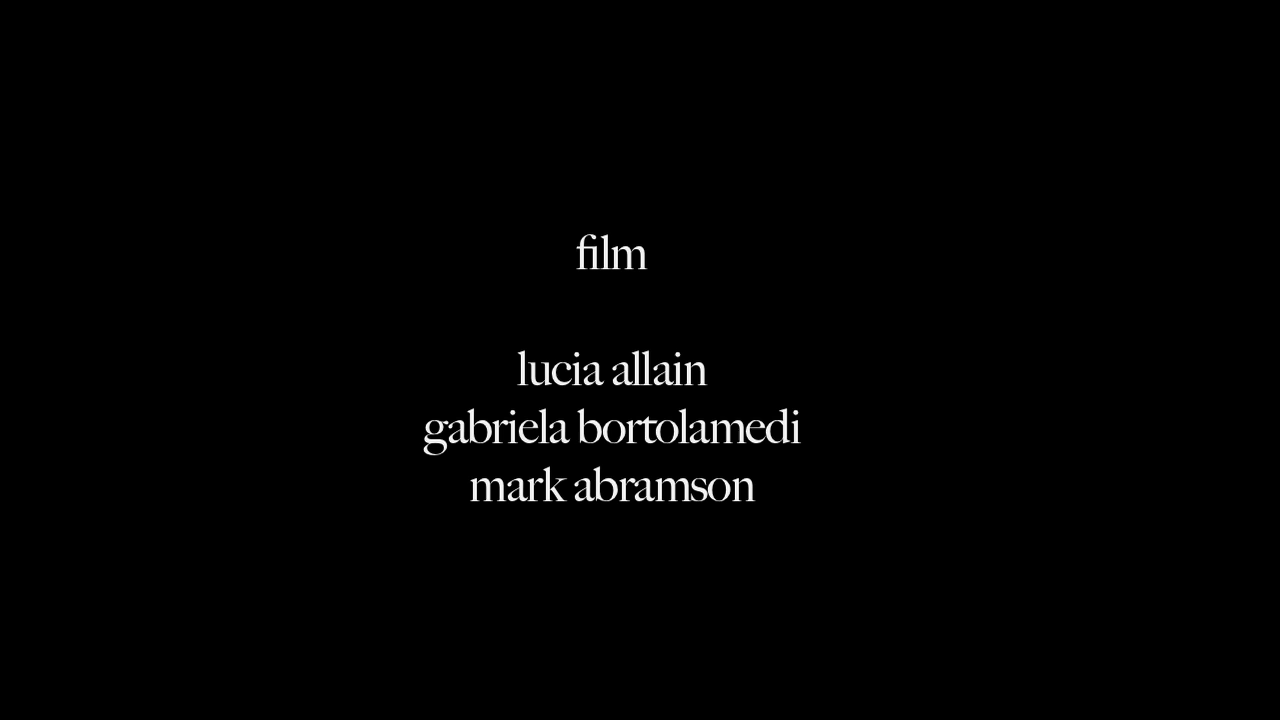 film
lucia allain
gabriela bortolamedi
mark abramson